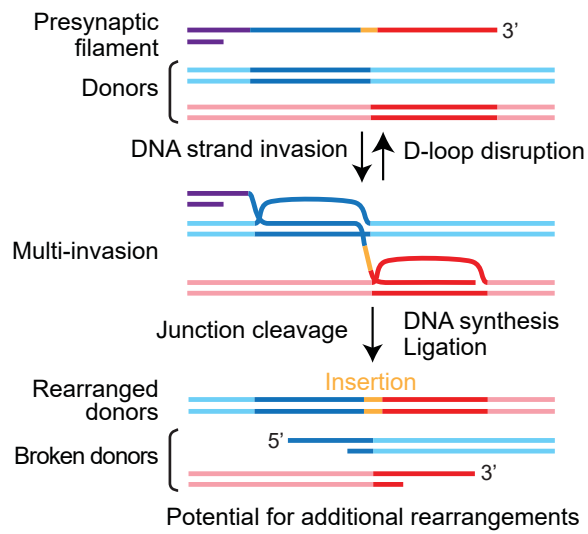 Presynaptic
filament
3’
Donors
DNA strand invasion
D-loop disruption
Multi-invasion
Junction cleavage
DNA synthesis
Ligation
Insertion
Rearranged
donors
5’
Broken donors
3’
Potential for additional rearrangements